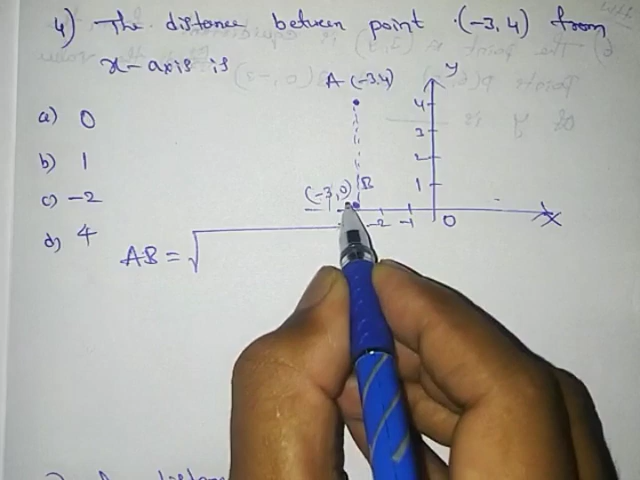 4) The distance between point (-3,4) from
x-axis is
A (-3,4)
y
a) 0
4
3
b) 1
2
(-3,0) B
1
c) -2
-2 -1 0 X
d) 4
AB = √